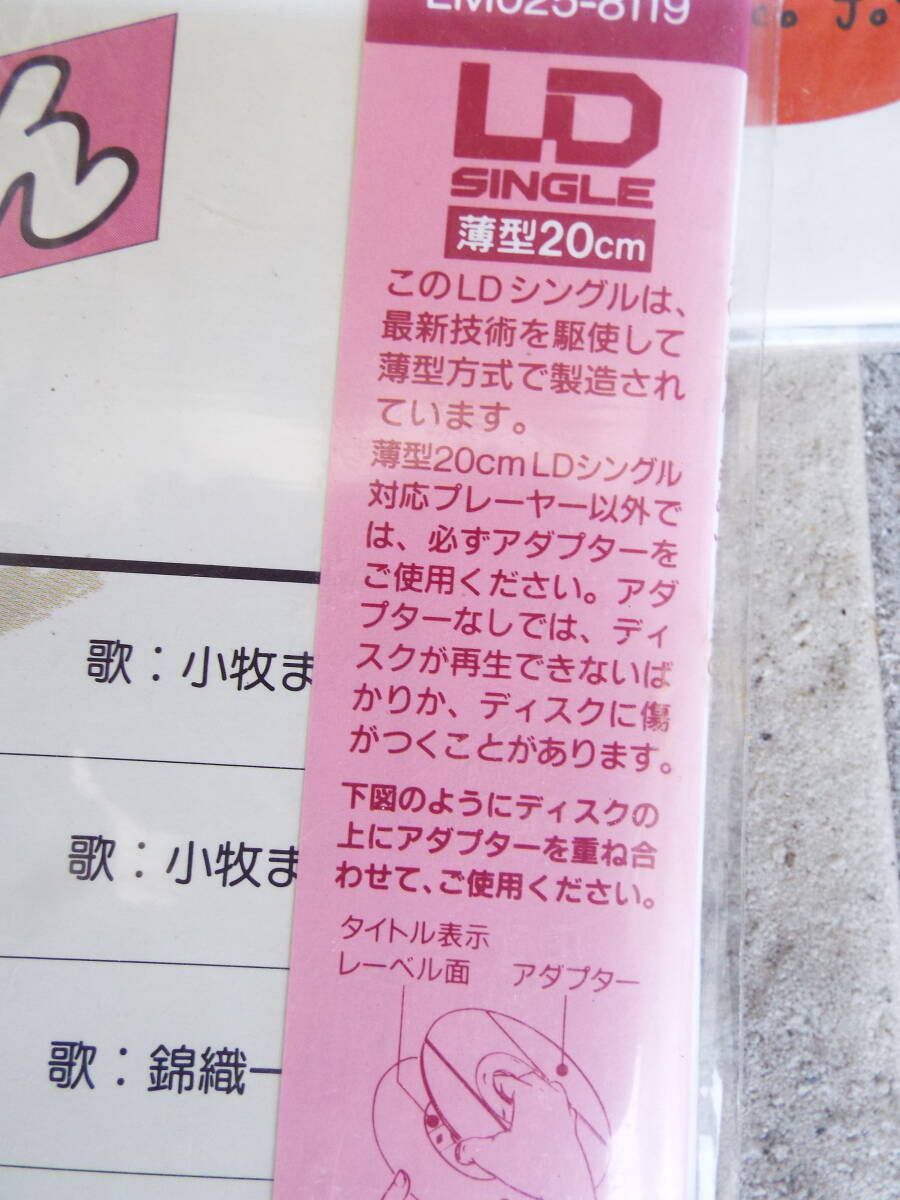 EM025-8119
LD
SINGLE
薄型20cm
このLDシングルは、
最新技術を駆使して
薄型方式で製造され
ています。
薄型20cmLDシングル
対応プレーヤー以外で
は、必ずアダプターを
ご使用ください。アダ
プターなしでは、ディ
スクが再生できないば
かりか、ディスクに傷
がつくことがあります。
下図のようにディスクの
上にアダプターを重ね合
わせて、ご使用ください。
タイトル表示
レーベル面
アダプター
ん
歌：小牧ま
歌：小牧ま
歌：錦織一